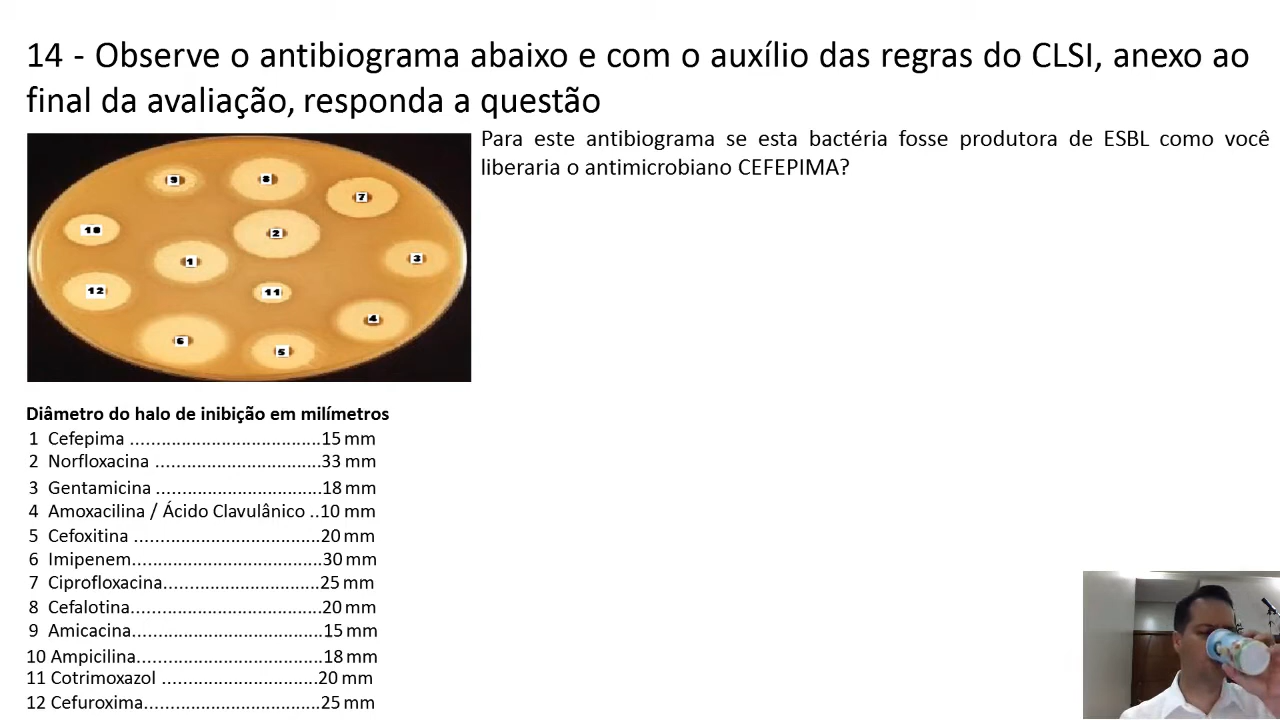 14 - Observe o antibiograma abaixo e com o auxílio das regras do CLSI, anexo ao
final da avaliação, responda a questão
Para este antibiograma se esta bactéria fosse produtora de ESBL como você
liberaria o antimicrobiano CEFEPIMA?
9
8
7
10
2
1
3
12
11
4
6
5
Diâmetro do halo de inibição em milímetros
1 Cefepima .....................................15 mm
2 Norfloxacina ................................33 mm
3 Gentamicina ................................18 mm
4 Amoxacilina / Ácido Clavulânico ..10 mm
5 Cefoxitina ....................................20 mm
6 Imipenem.....................................30 mm
7 Ciprofloxacina..............................25 mm
8 Cefalotina.....................................20 mm
9 Amicacina.....................................15 mm
10 Ampicilina....................................18 mm
11 Cotrimoxazol ..............................20 mm
12 Cefuroxima..................................25 mm